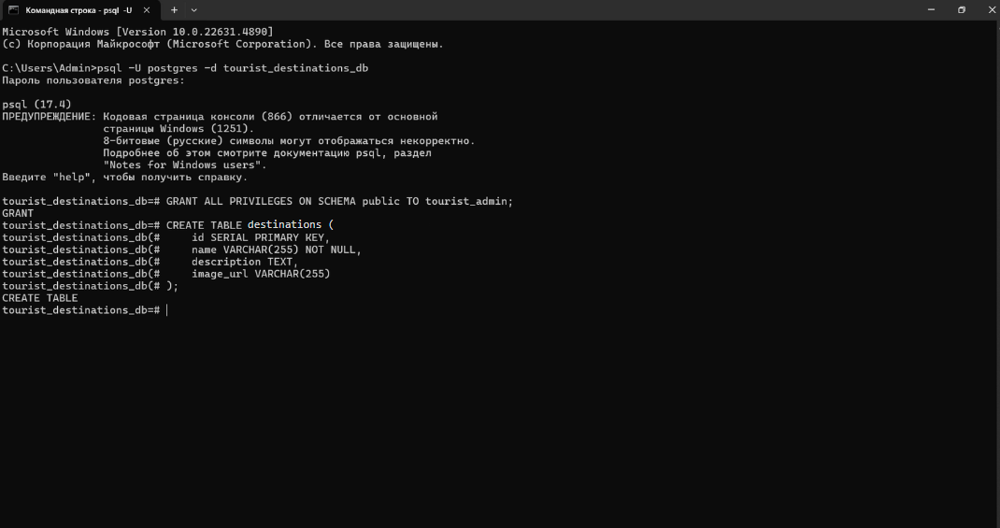 Командная строка - psql -U
Microsoft Windows [Version 10.0.22631.4890]
(c) Корпорация Майкрософт (Microsoft Corporation). Все права защищены.
C:\Users\Admin>psql -U postgres -d tourist_destinations_db
Пароль пользователя postgres:
psql (17.4)
ПРЕДУПРЕЖДЕНИЕ: Кодовая страница консоли (866) отличается от основной
страницы Windows (1251).
8-битовые (русские) символы могут отображаться некорректно.
Подробнее об этом смотрите документацию psql, раздел
"Notes for Windows users".
Введите "help", чтобы получить справку.
tourist_destinations_db=# GRANT ALL PRIVILEGES ON SCHEMA public TO tourist_admin;
GRANT
tourist_destinations_db=# CREATE TABLE destinations (
tourist_destinations_db(#     id SERIAL PRIMARY KEY,
tourist_destinations_db(#     name VARCHAR(255) NOT NULL,
tourist_destinations_db(#     description TEXT,
tourist_destinations_db(#     image_url VARCHAR(255)
tourist_destinations_db(# );
CREATE TABLE
tourist_destinations_db=#